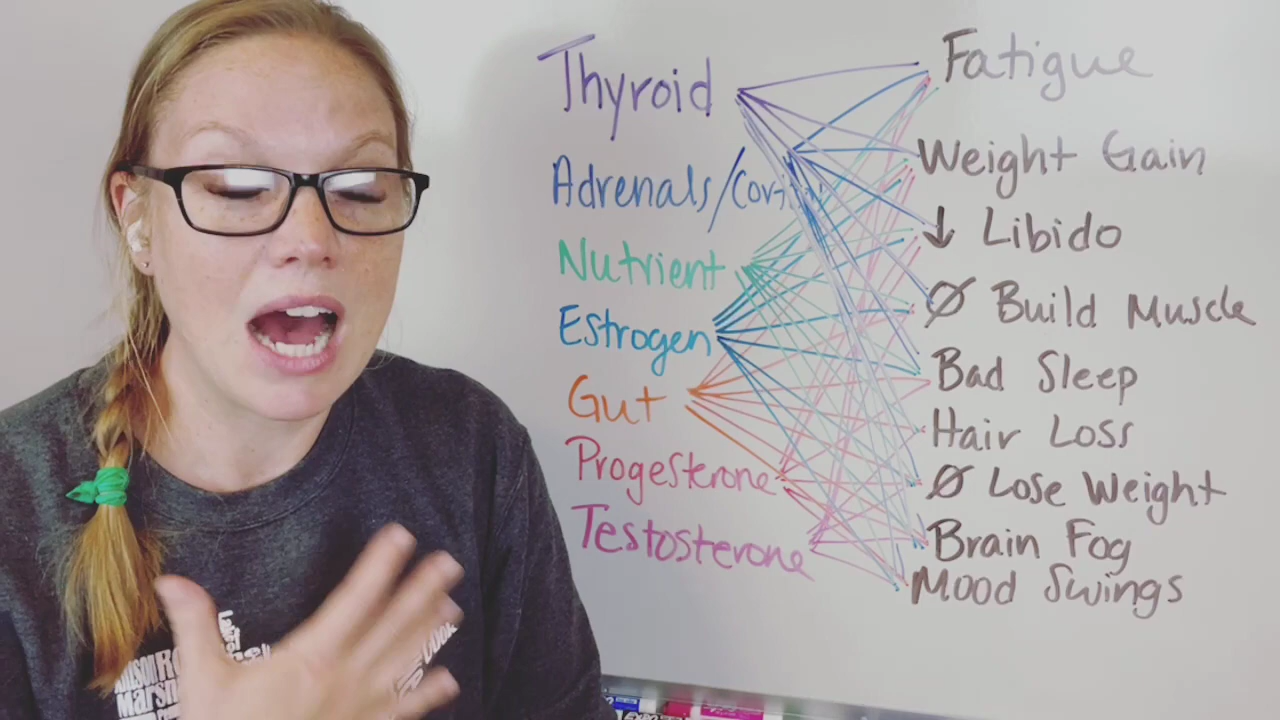 Thyroid
Adrenals/
Nutrient
Estrogen
Gut
Progesterone
Testosterone
Fatigue
Weight Gain
↓ Libido
Ø Build Muscle
Bad Sleep
Hair Loss
Ø Lose Weight
Brain Fog
Mood Swings